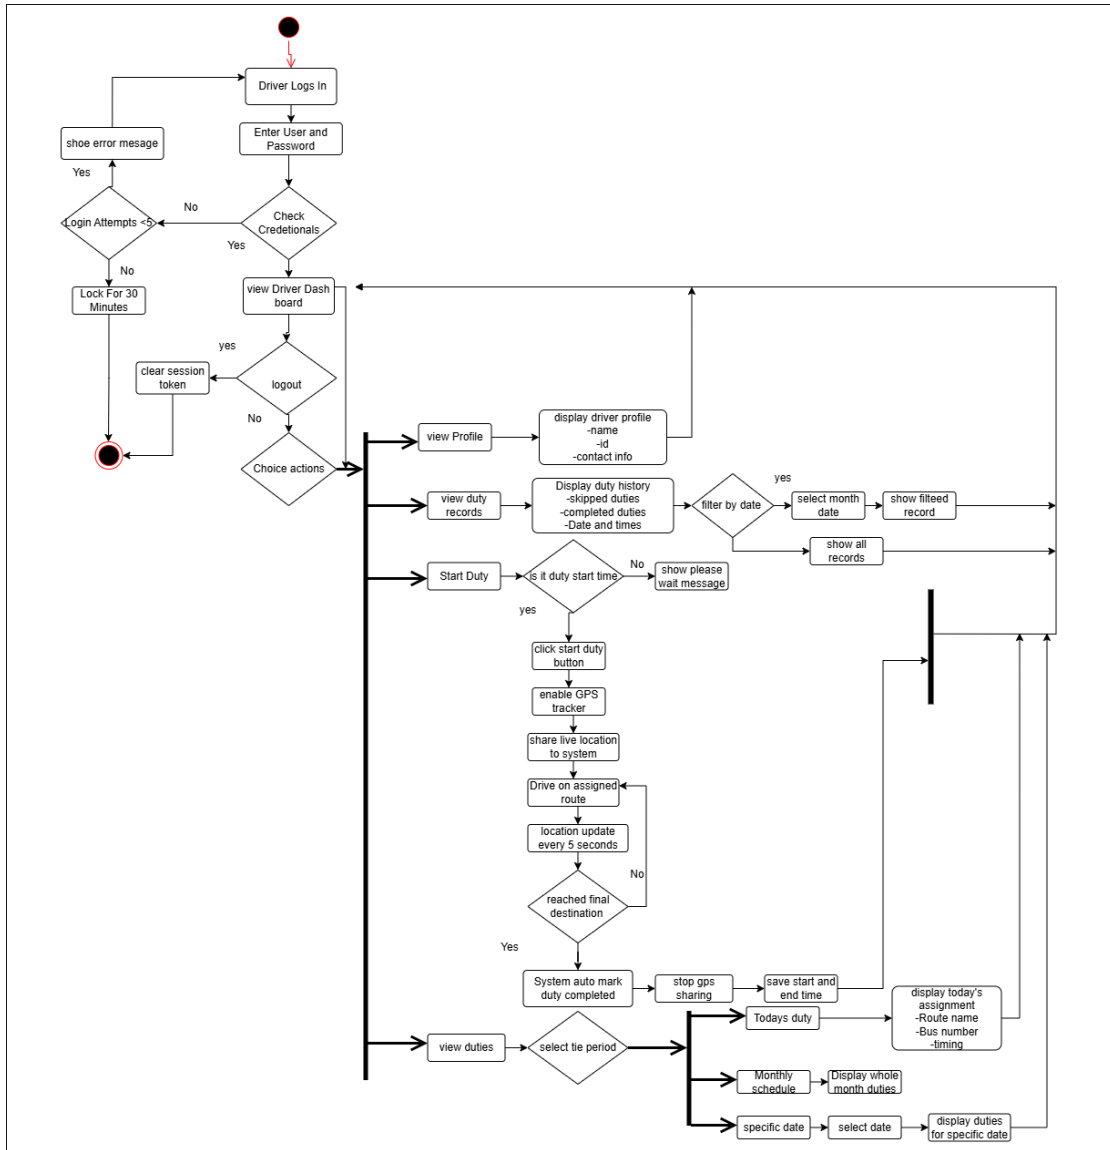 Driver Logs In
Enter User and
Password
shoe error mesage
Yes
Login Attempts <5
No
Check
Credetionals
Yes
No
Lock For 30
Minutes
view Driver Dash
board
yes
clear session
token
logout
No
Choice actions
view Profile
display driver profile
-name
-id
-contact info
view duty
records
Display duty history
-skipped duties
-completed duties
-Date and times
filter by date
yes
select month
date
show filteed
record
show all
records
Start Duty
is it duty start time
No
show please
wait message
yes
click start duty
button
enable GPS
tracker
share live location
to system
Drive on assigned
route
location update
every 5 seconds
No
reached final
destination
Yes
System auto mark
duty completed
stop gps
sharing
save start and
end time
view duties
select tie period
Todays duty
display today's
assignment
-Route name
-Bus number
-timing
Monthly
schedule
Display whole
month duties
specific date
select date
display duties
for specific date